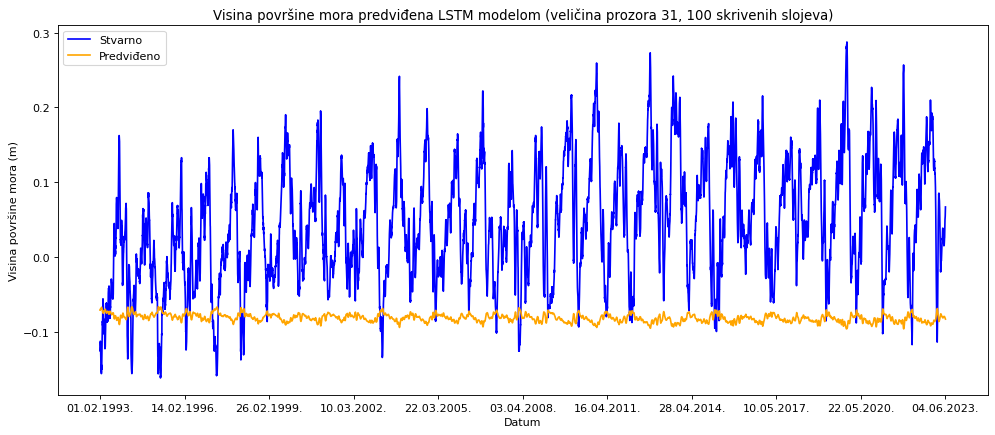 Visina površine mora predviđena LSTM modelom (veličina prozora 31, 100 skrivenih slojeva)
Stvarno
Predviđeno
Visina površine mora (m)
0.3
0.2
0.1
0.0
−0.1
01.02.1993. 14.02.1996. 26.02.1999. 10.03.2002. 22.03.2005. 03.04.2008. 16.04.2011. 28.04.2014. 10.05.2017. 22.05.2020. 04.06.2023.
Datum